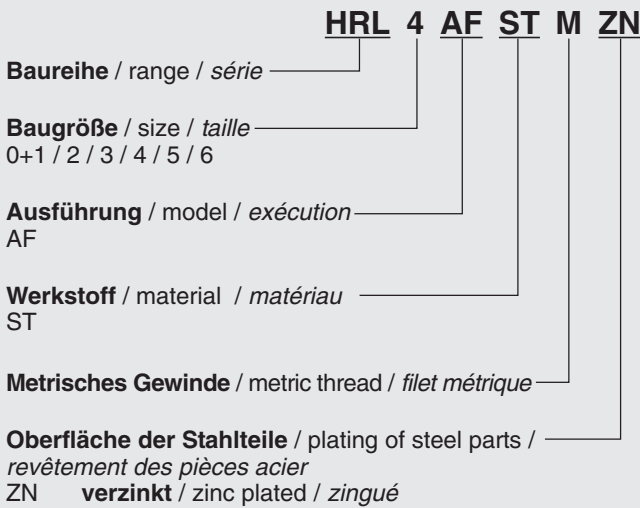 HRL 4 AF ST M ZN
Baureihe / range / série
Baugröße / size / taille
0+1 / 2 / 3 / 4 / 5 / 6
Ausführung / model / exécution
AF
Werkstoff / material / matériau
ST
Metrisches Gewinde / metric thread / filet métrique
Oberfläche der Stahlteile / plating of steel parts /
revêtement des pièces acier
ZN verzinkt / zinc plated / zingué